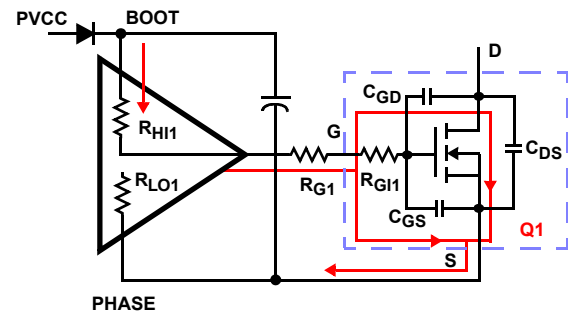 PVCC
BOOT
D
CGD
RHI1
G
CDS
RLO1
RG1
RGI1
CGS
Q1
S
PHASE